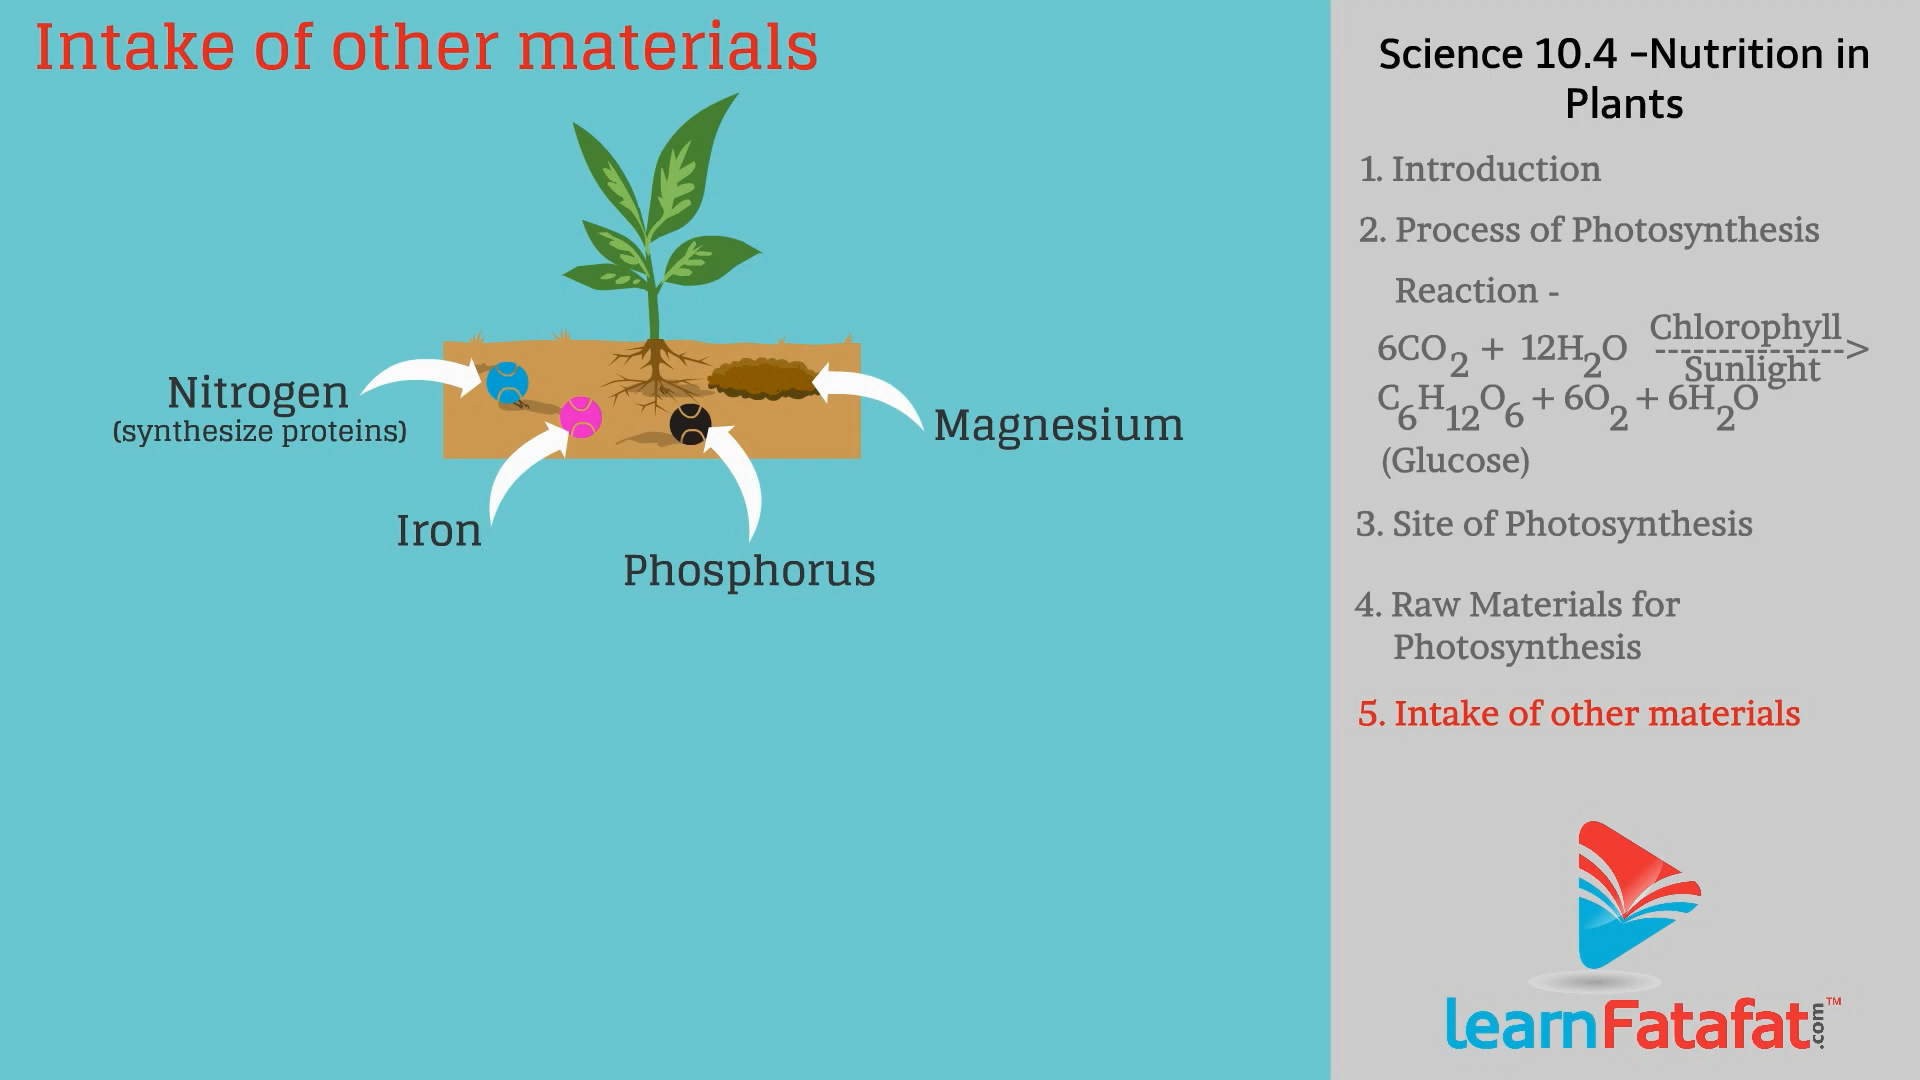 Intake of other materials
Nitrogen
(synthesize proteins)
Iron
Phosphorus
Magnesium
Science 10.4 –Nutrition in
Plants
1. Introduction
2. Process of Photosynthesis
Reaction -
6CO₂ + 12H₂O Chlorophyll
--------------->
Sunlight
C₆H₁₂O₆ + 6O₂ + 6H₂O
(Glucose)
3. Site of Photosynthesis
4. Raw Materials for
Photosynthesis
5. Intake of other materials
learnFatafat.com™